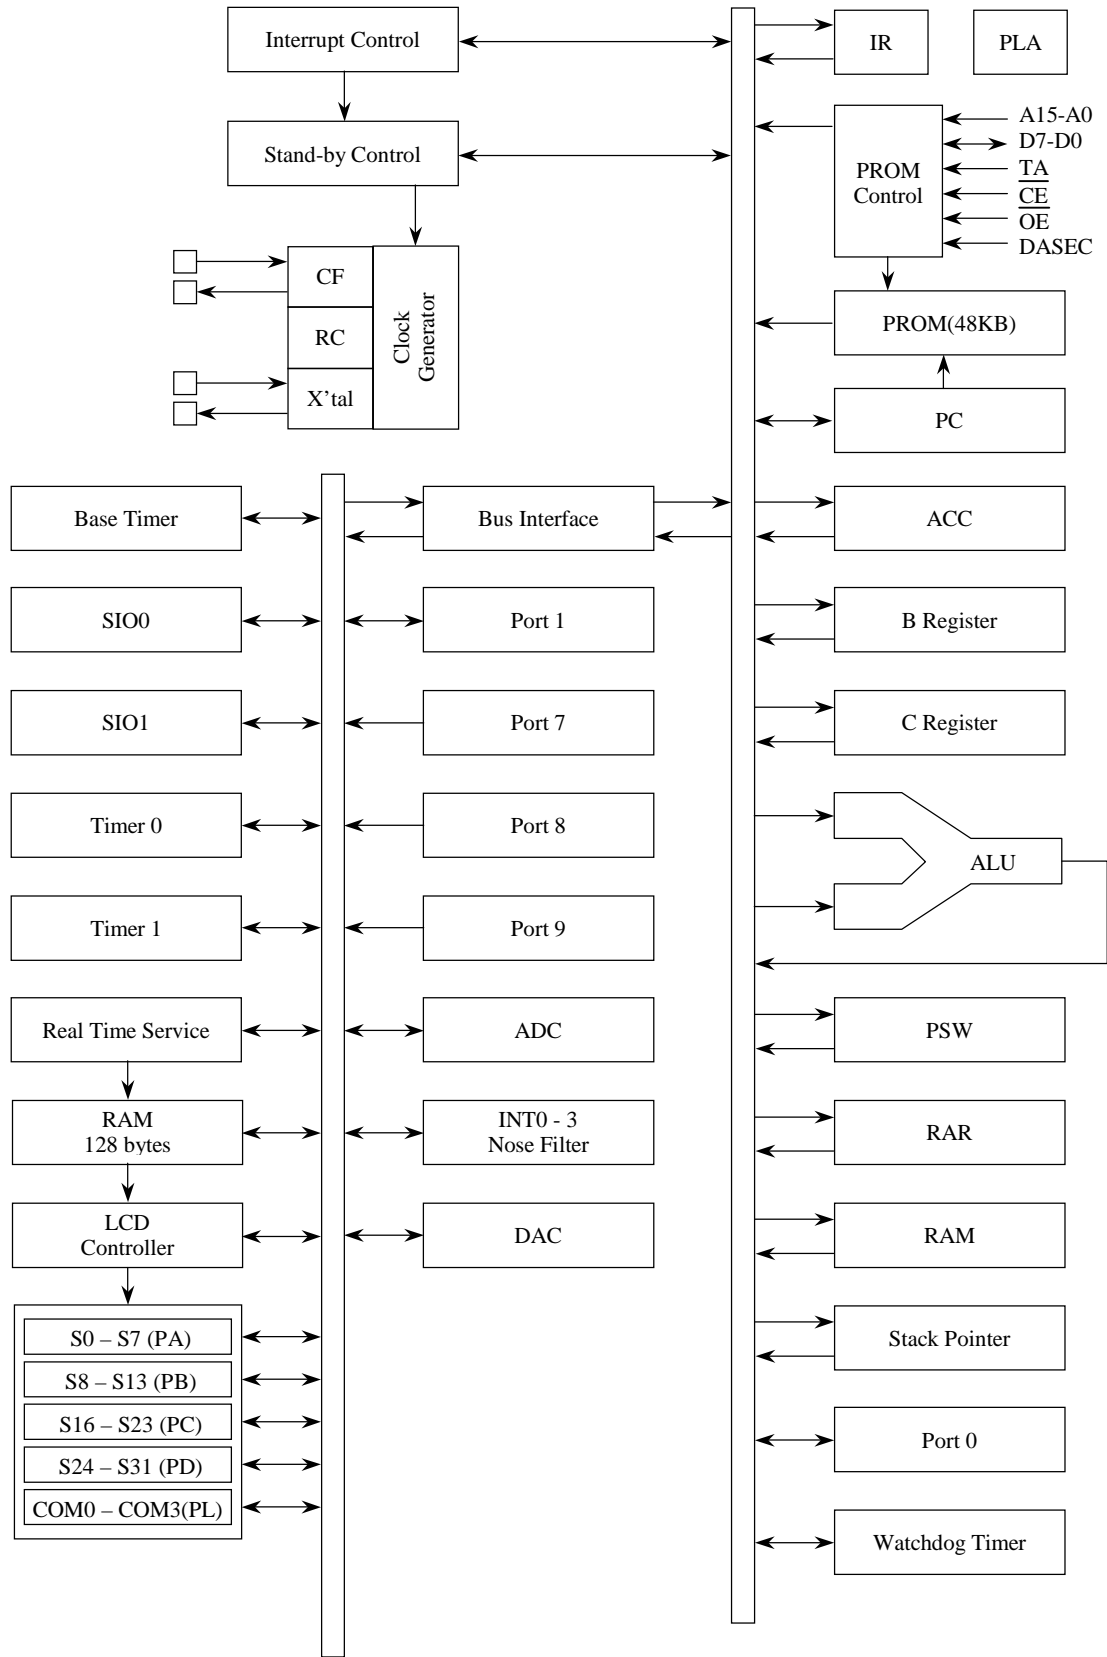 Interrupt Control
IR
PLA
Stand-by Control
PROM
Control
A15-A0
D7-D0
TA
CE
OE
DASEC
CF
RC
X'tal
Clock
Generator
PROM(48KB)
PC
Base Timer
Bus Interface
ACC
SIO0
Port 1
B Register
SIO1
Port 7
C Register
Timer 0
Port 8
ALU
Timer 1
Port 9
Real Time Service
ADC
PSW
RAM
128 bytes
INT0 - 3
Nose Filter
RAR
LCD
Controller
DAC
RAM
S0 – S7 (PA)
S8 – S13 (PB)
S16 – S23 (PC)
S24 – S31 (PD)
COM0 – COM3(PL)
Stack Pointer
Port 0
Watchdog Timer